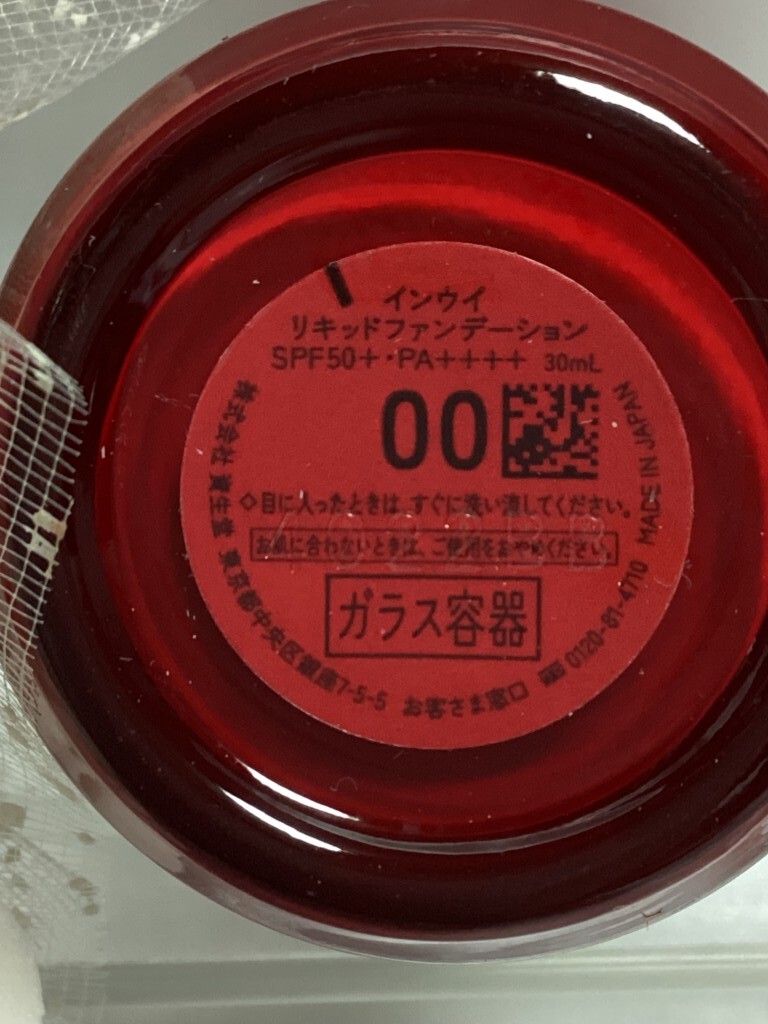 インウイ
リキッドファンデーション
SPF50+・PA++++ 30mL
00
◇目に入ったときは、すぐに洗い流してください。
お肌に合わないときは、ご使用をおやめください。
ガラス容器
株式会社 資生堂 東京都中央区銀座7-5-5 お客さま窓口 0120-81-4710 MADE IN JAPAN